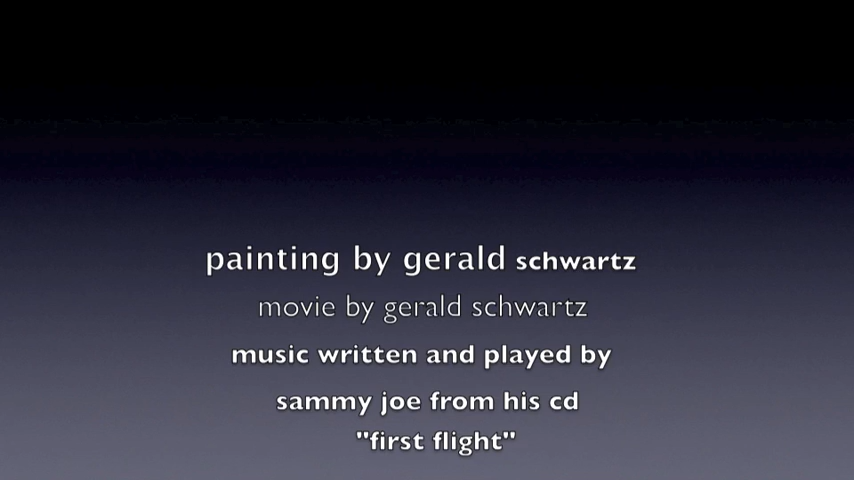 painting by gerald schwartz
movie by gerald schwartz
music written and played by
sammy joe from his cd
"first flight"